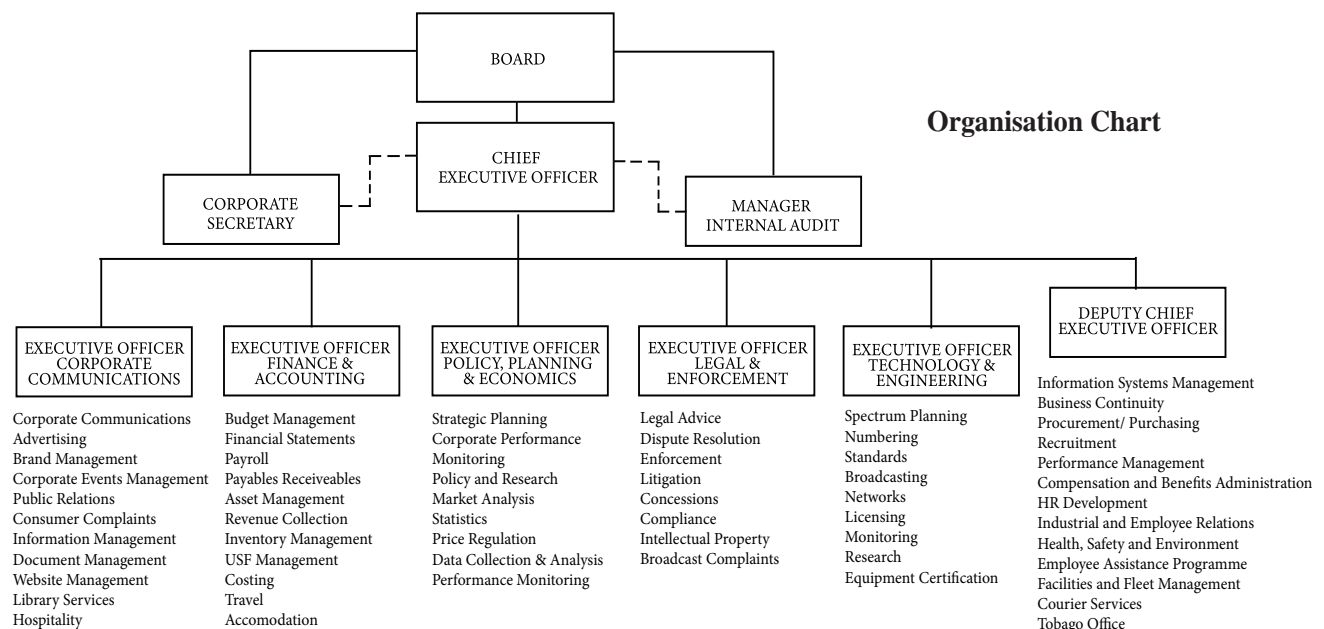 BOARD
Organisation Chart
CHIEF
EXECUTIVE OFFICER
CORPORATE
SECRETARY
MANAGER
INTERNAL AUDIT
EXECUTIVE OFFICER
CORPORATE
COMMUNICATIONS
Corporate Communications
Advertising
Brand Management
Corporate Events Management
Public Relations
Consumer Complaints
Information Management
Document Management
Website Management
Library Services
Hospitality
EXECUTIVE OFFICER
FINANCE &
ACCOUNTING
Budget Management
Financial Statements
Payroll
Payables Receivables
Asset Management
Revenue Collection
Inventory Management
USF Management
Costing
Travel
Accomodation
EXECUTIVE OFFICER
POLICY, PLANNING
& ECONOMICS
Strategic Planning
Corporate Performance
Monitoring
Policy and Research
Market Analysis
Statistics
Price Regulation
Data Collection & Analysis
Performance Monitoring
EXECUTIVE OFFICER
LEGAL &
ENFORCEMENT
Legal Advice
Dispute Resolution
Enforcement
Litigation
Concessions
Compliance
Intellectual Property
Broadcast Complaints
EXECUTIVE OFFICER
TECHNOLOGY &
ENGINEERING
Spectrum Planning
Numbering
Standards
Broadcasting
Networks
Licensing
Monitoring
Research
Equipment Certification
DEPUTY CHIEF
EXECUTIVE OFFICER
Information Systems Management
Business Continuity
Procurement/ Purchasing
Recruitment
Performance Management
Compensation and Benefits Administration
HR Development
Industrial and Employee Relations
Health, Safety and Environment
Employee Assistance Programme
Facilities and Fleet Management
Courier Services
Tobago Office